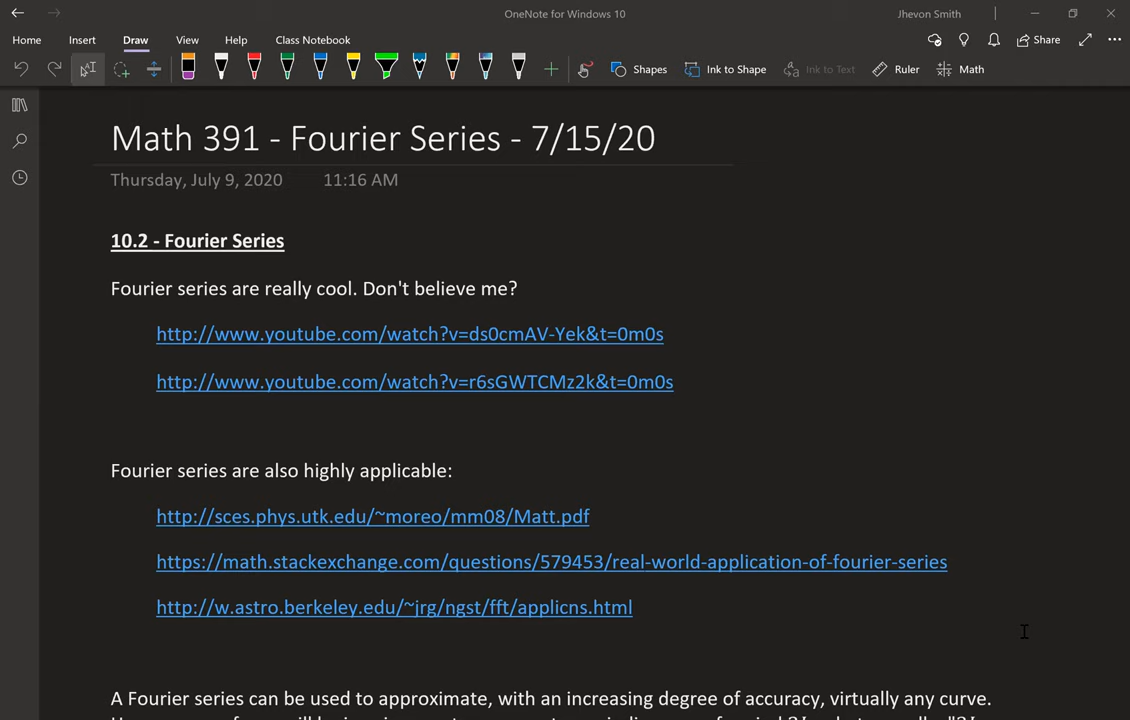 OneNote for Windows 10
Jhevon Smith
Home Insert Draw View Help Class Notebook
Share
Shapes Ink to Shape Ink to Text Ruler Math
Math 391 - Fourier Series - 7/15/20
Thursday, July 9, 2020 11:16 AM
10.2 - Fourier Series
Fourier series are really cool. Don't believe me?
http://www.youtube.com/watch?v=ds0cmAV-Yek&t=0m0s
http://www.youtube.com/watch?v=r6sGWTCMz2k&t=0m0s
Fourier series are also highly applicable:
http://sces.phys.utk.edu/~moreo/mm08/Matt.pdf
https://math.stackexchange.com/questions/579453/real-world-application-of-fourier-series
http://w.astro.berkeley.edu/~jrg/ngst/fft/applicns.html
A Fourier series can be used to approximate, with an increasing degree of accuracy, virtually any curve.